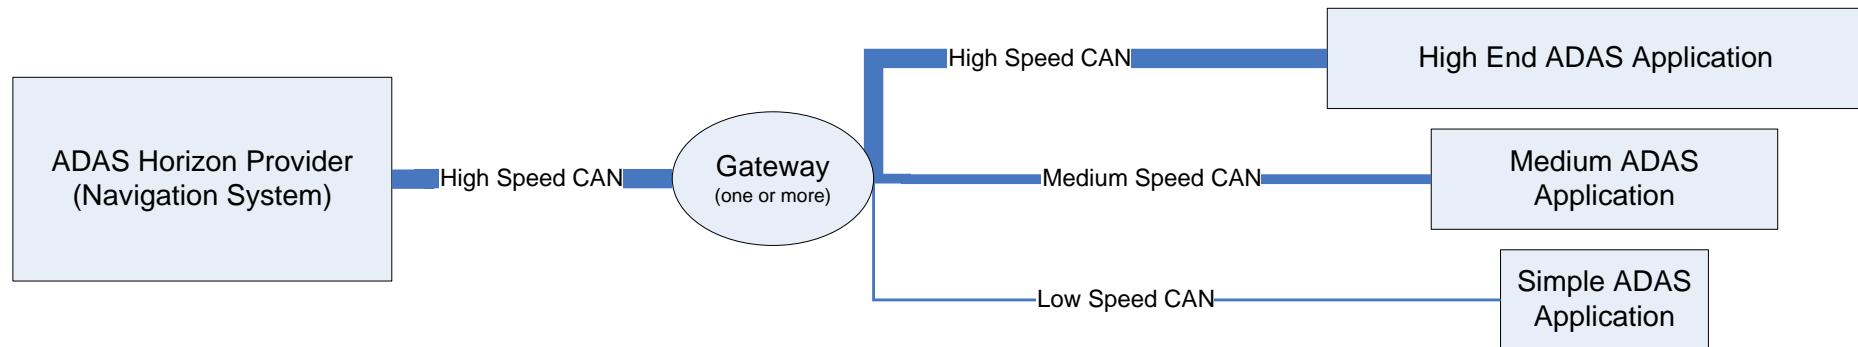 ADAS Horizon Provider
(Navigation System)
High Speed CAN
Gateway
(one or more)
High Speed CAN
High End ADAS Application
Medium Speed CAN
Medium ADAS
Application
Low Speed CAN
Simple ADAS
Application